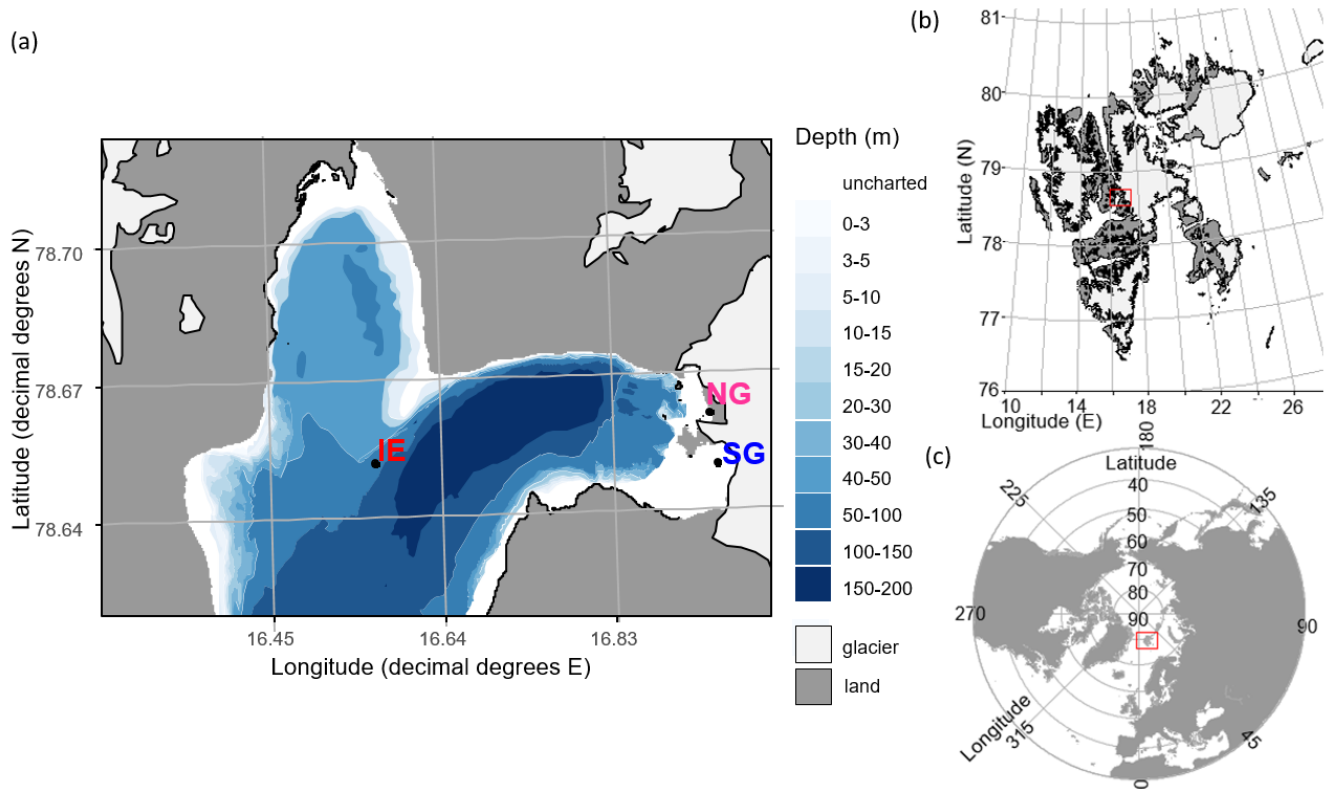 (a)
78.70
78.67
78.64
Latitude (decimal degrees N)
IE
NG
SG
16.45
16.64
16.83
Longitude (decimal degrees E)
Depth (m)
uncharted
0-3
3-5
5-10
10-15
15-20
20-30
30-40
40-50
50-100
100-150
150-200
glacier
land
(b)
81
80
79
78
77
76
Latitude (N)
10
14
18
22
26
Longitude (E)
(c)
180
Latitude
225
135
40
50
60
70
80
90
270
90
Longitude
315
45
0